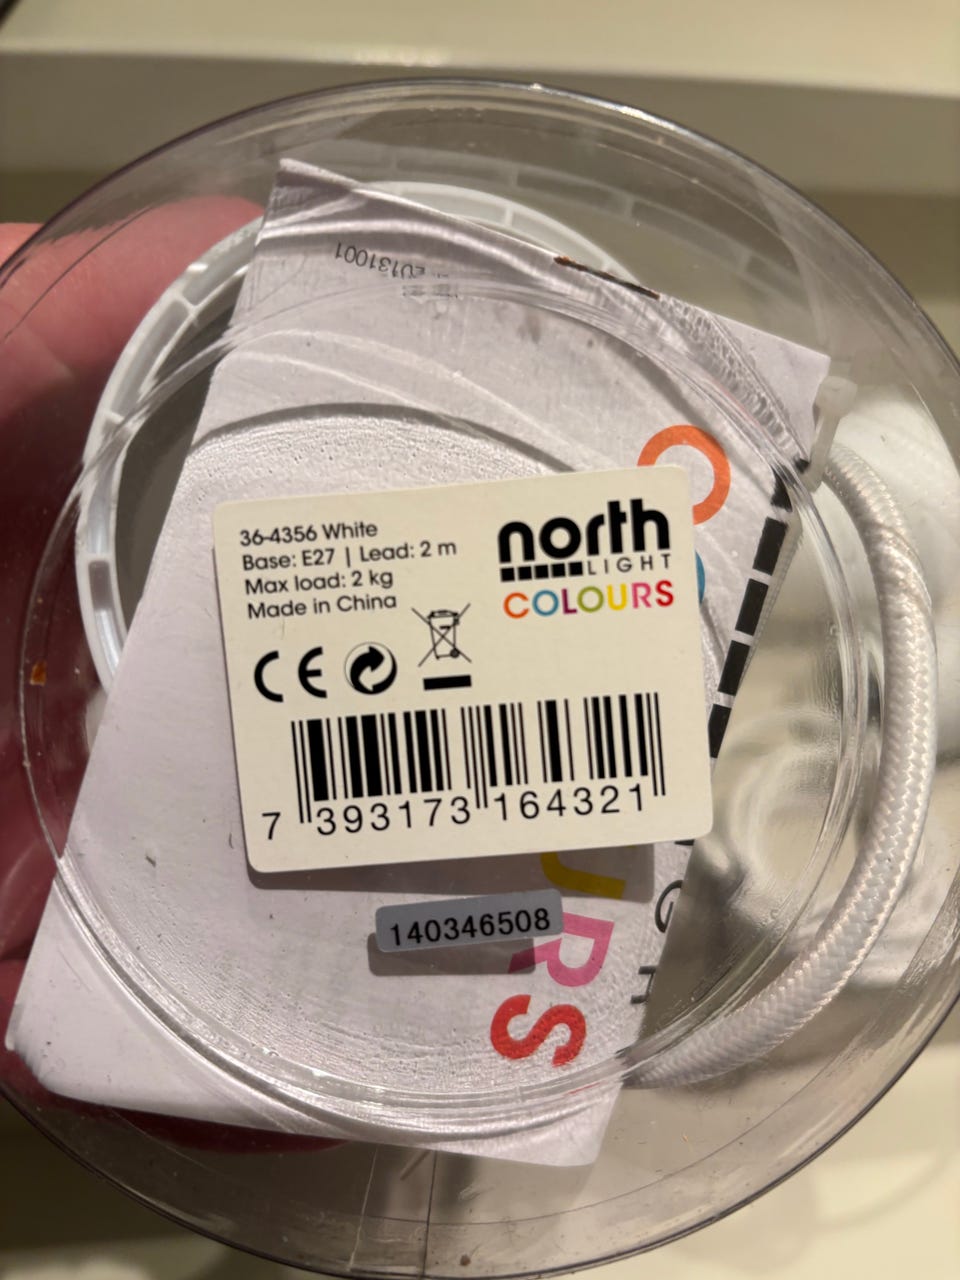 20131001
36-4356 White
Base: E27 | Lead: 2 m
Max load: 2 kg
Made in China
north
LIGHT
COLOURS
CE
7 393173 164321
140346508
C
U
R
S
G
H